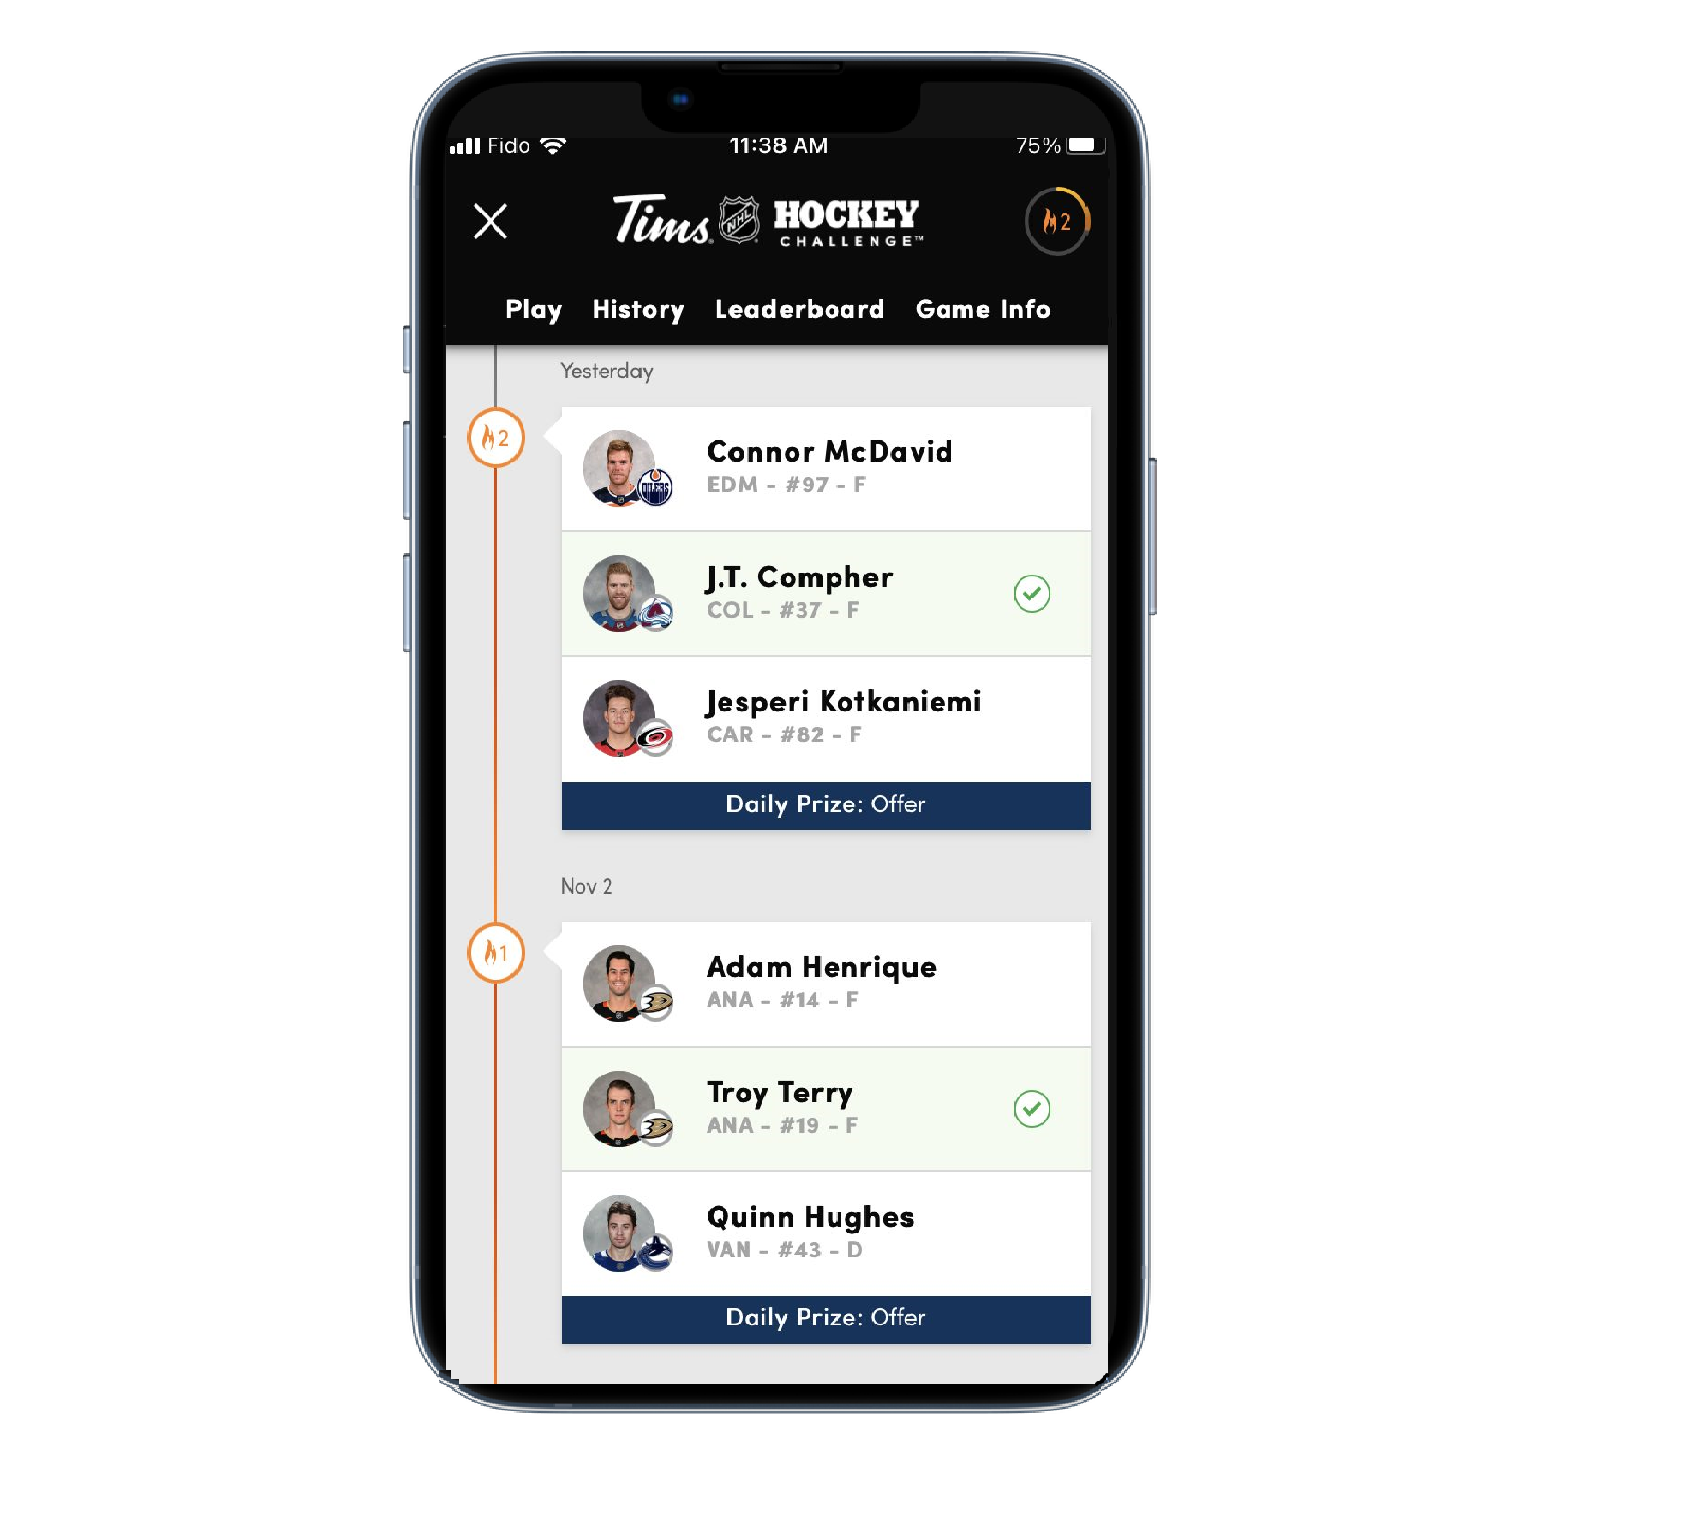 Fido 11:38 AM 75%
Tims NHL HOCKEY
CHALLENGE™
2
Play History Leaderboard Game Info
Yesterday
2
Connor McDavid
EDM - #97 - F
OILERS
J.T. Compher
COL - #37 - F
Jesperi Kotkaniemi
CAR - #82 - F
Daily Prize: Offer
Nov 2
1
Adam Henrique
ANA - #14 - F
Troy Terry
ANA - #19 - F
Quinn Hughes
VAN - #43 - D
Daily Prize: Offer